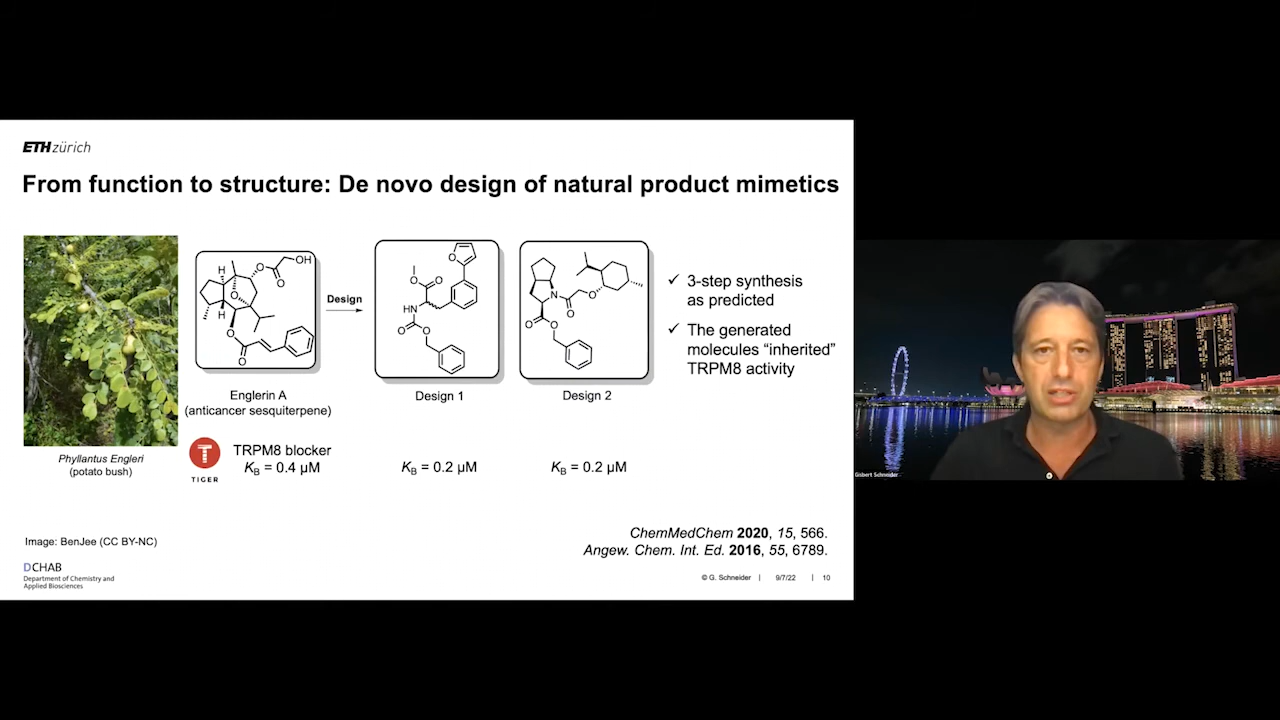 ETH zürich
From function to structure: De novo design of natural product mimetics
OH
O
O
H
O
H
O
O
Design
O
O
O
HN
O
O
N
O
O
O
O
✓ 3-step synthesis
as predicted
✓ The generated
molecules “inherited”
TRPM8 activity
Englerin A
(anticancer sesquiterpene)
Design 1
Design 2
Phyllantus Engleri
(potato bush)
T
TIGER
TRPM8 blocker
KB = 0.4 µM
KB = 0.2 µM
KB = 0.2 µM
Image: BenJee (CC BY-NC)
ChemMedChem 2020, 15, 566.
Angew. Chem. Int. Ed. 2016, 55, 6789.
DCHAB
Department of Chemistry and
Applied Biosciences
© G. Schneider | 9/7/22 | 10
Gisbert Schneider